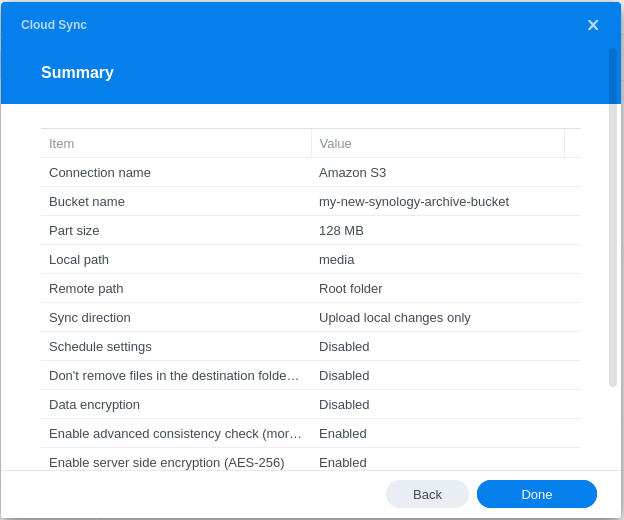 Cloud Sync
Summary
Item Value
Connection name Amazon S3
Bucket name my-new-synology-archive-bucket
Part size 128 MB
Local path media
Remote path Root folder
Sync direction Upload local changes only
Schedule settings Disabled
Don't remove files in the destination folde… Disabled
Data encryption Disabled
Enable advanced consistency check (mor… Enabled
Enable server side encryption (AES-256) Enabled
Back Done